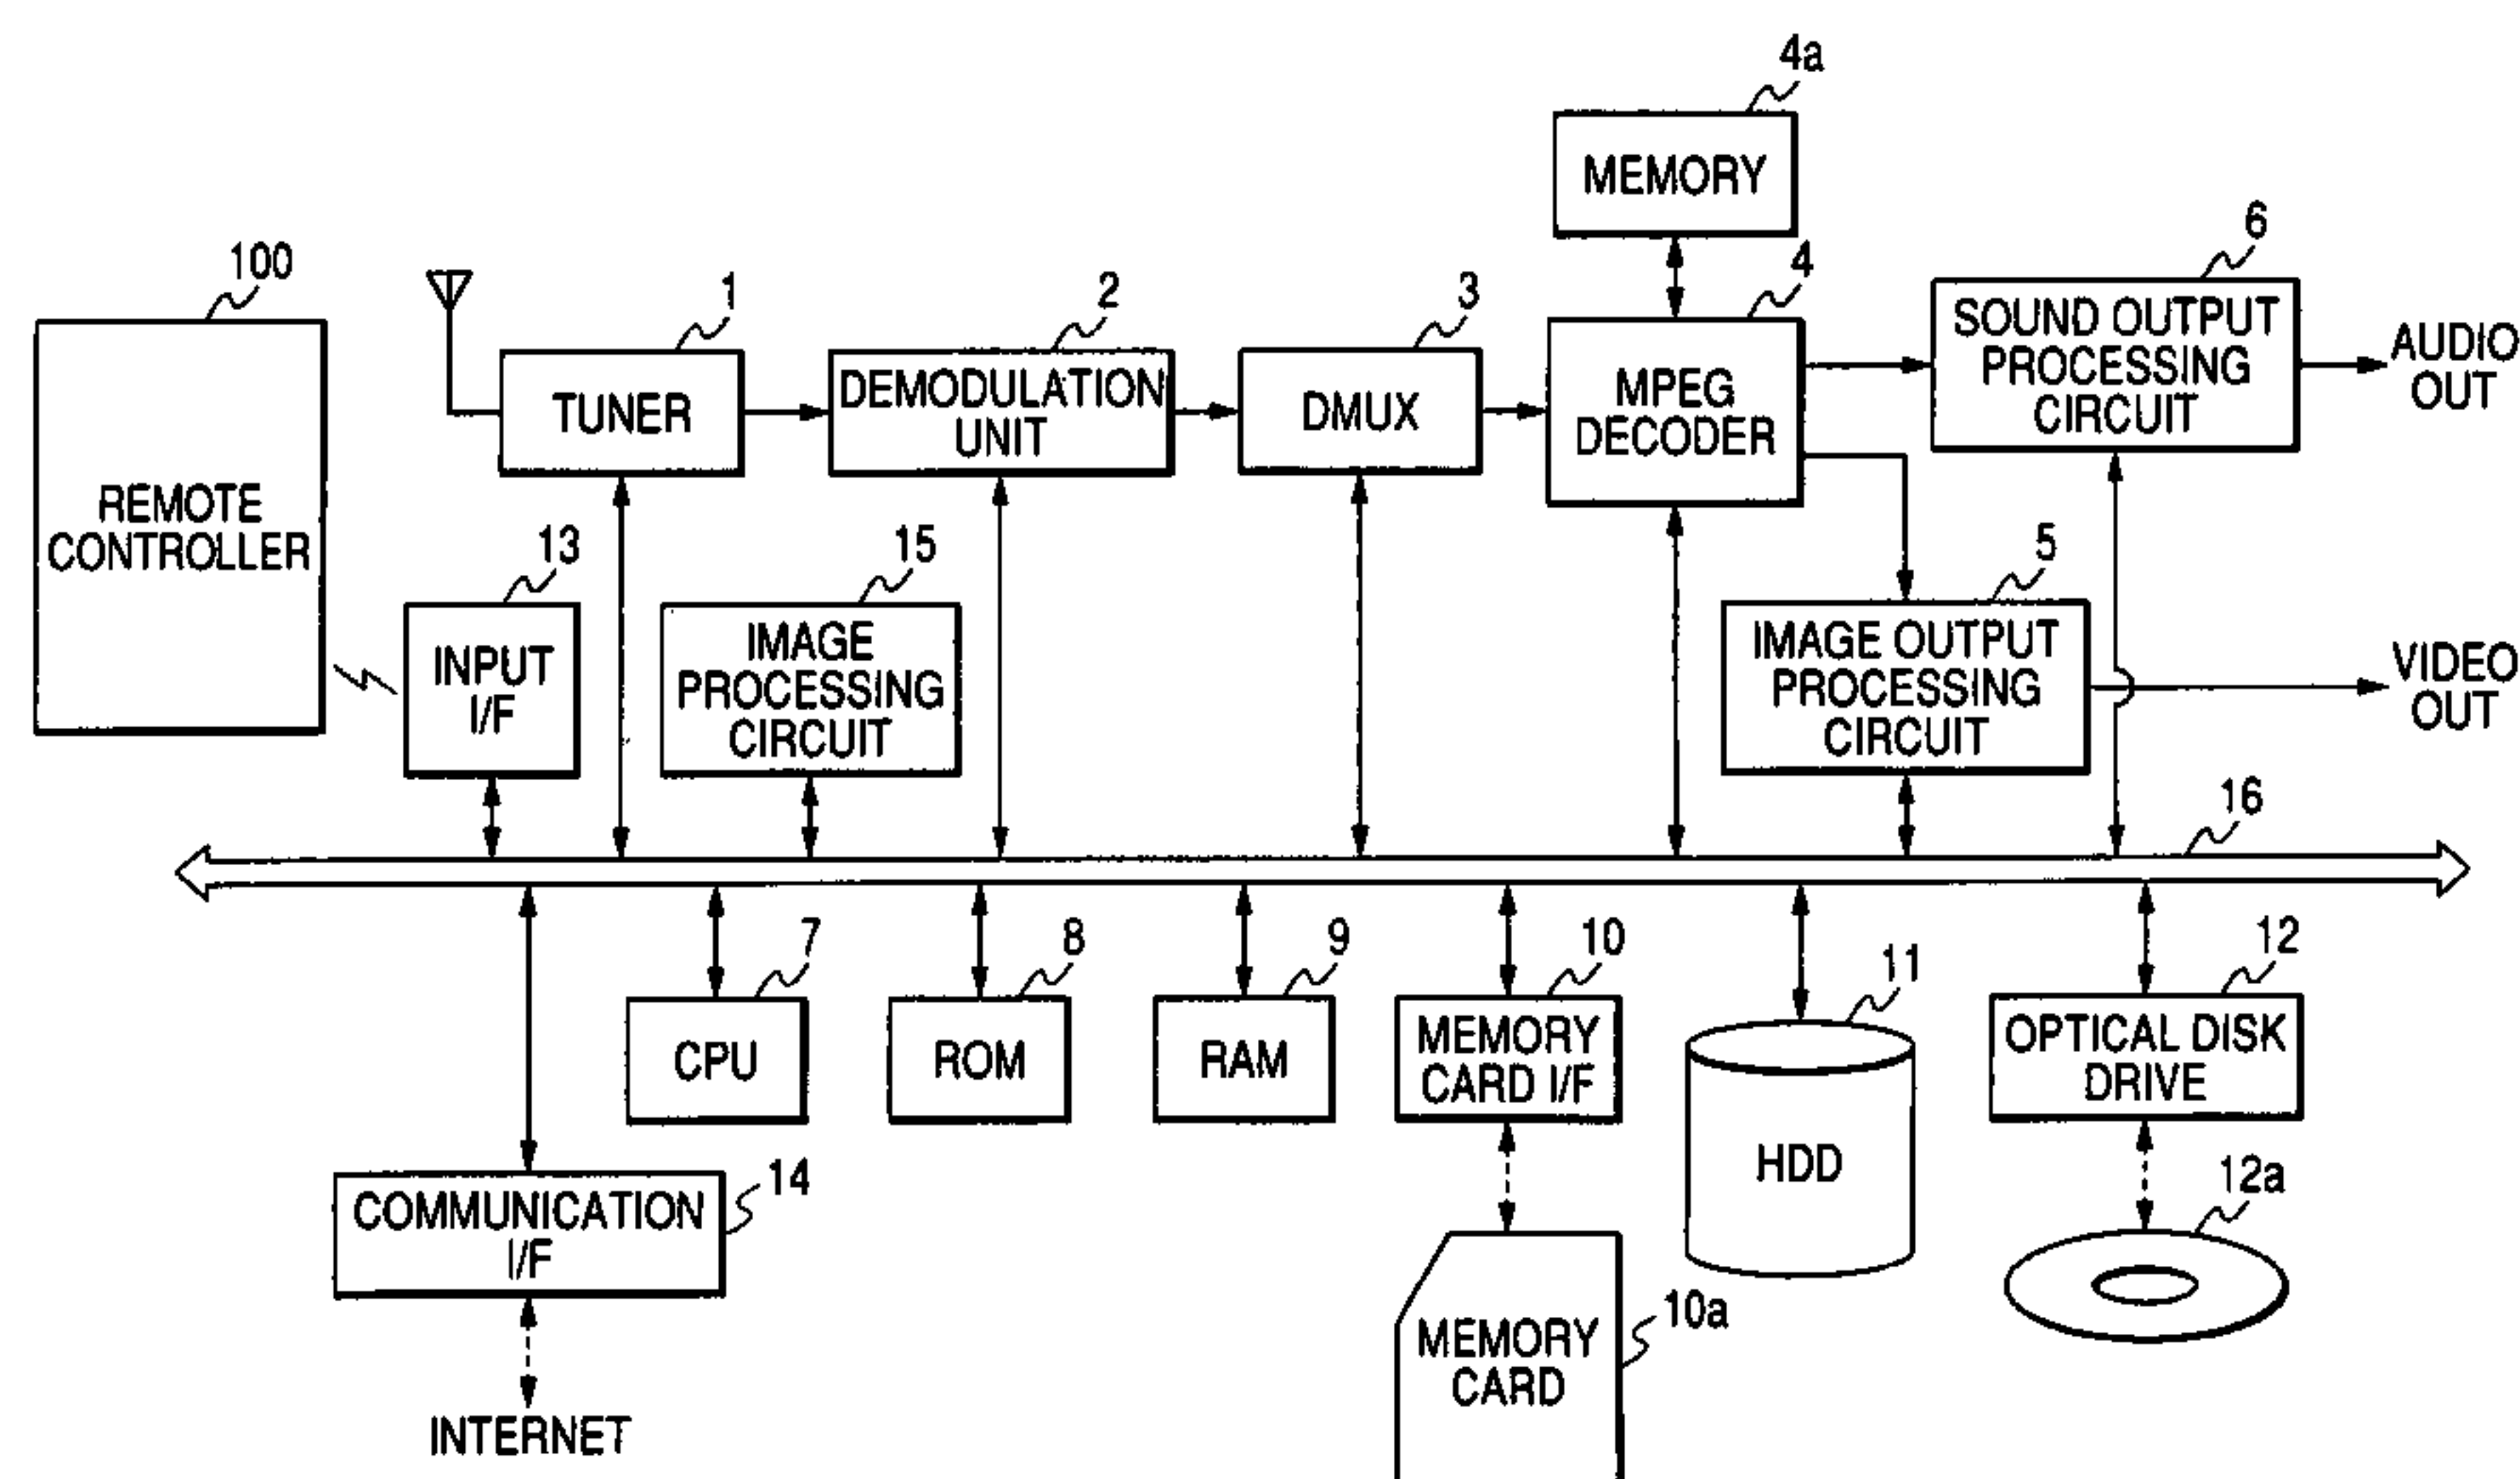 4a
MEMORY
100
REMOTE
CONTROLLER
1
TUNER
2
DEMODULATION
UNIT
3
DMUX
4
MPEG
DECODER
6
SOUND OUTPUT
PROCESSING
CIRCUIT
AUDIO
OUT
13
INPUT
I/F
15
IMAGE
PROCESSING
CIRCUIT
5
IMAGE OUTPUT
PROCESSING
CIRCUIT
VIDEO
OUT
16
7
CPU
8
ROM
9
RAM
10
MEMORY
CARD I/F
11
HDD
12
OPTICAL DISK
DRIVE
14
COMMUNICATION
I/F
INTERNET
10a
MEMORY
CARD
12a